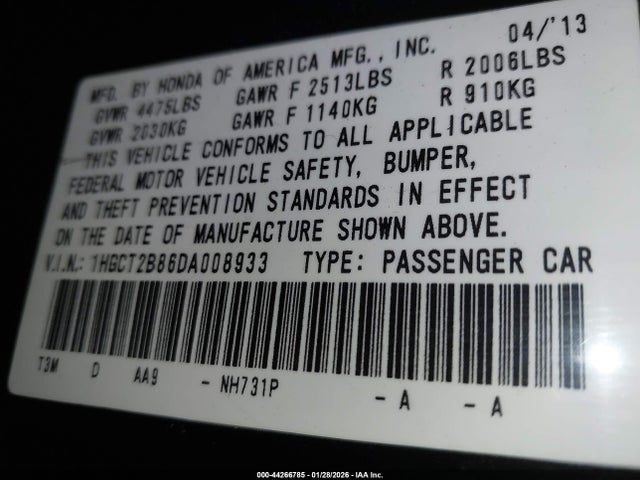 MFD. BY HONDA OF AMERICA MFG., INC. 04/'13
GVWR 4475LBS GAWR F 2513LBS R 2006LBS
GVWR 2030KG GAWR F 1140KG R 910KG
THIS VEHICLE CONFORMS TO ALL APPLICABLE
FEDERAL MOTOR VEHICLE SAFETY, BUMPER,
AND THEFT PREVENTION STANDARDS IN EFFECT
ON THE DATE OF MANUFACTURE SHOWN ABOVE.
V.I.N.: 1HGCT2B86DA008933 TYPE: PASSENGER CAR
T3M D AA9 - NH731P - A - A
000-44266785 - 01/28/2026 - IAA Inc.